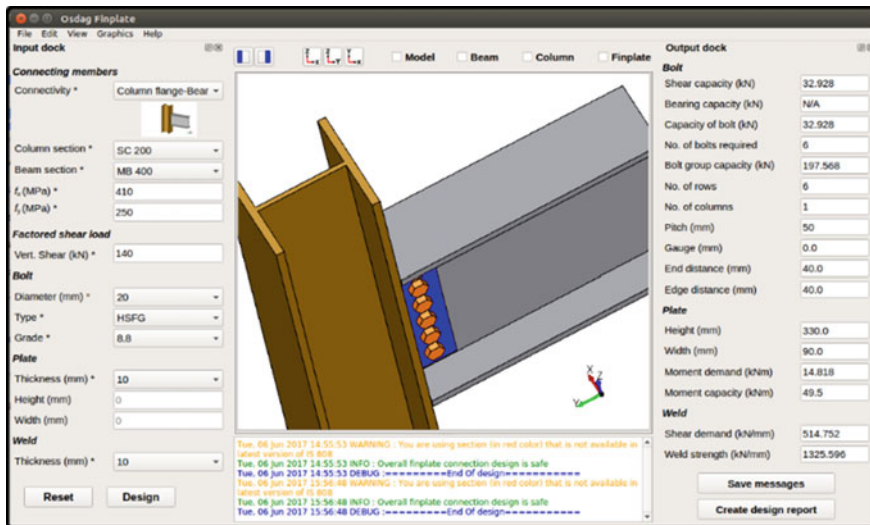 Osdag Finplate
File Edit View Graphics Help
Input dock
Connecting members
Connectivity * Column flange-Bear
Column section * SC 200
Beam section * MB 400
fu (MPa) * 410
fy (MPa) * 250
Factored shear load
Vert. Shear (kN) * 140
Bolt
Diameter (mm) * 20
Type * HSFG
Grade * 8.8
Plate
Thickness (mm) * 10
Height (mm) 0
Width (mm) 0
Weld
Thickness (mm) * 10
Reset Design
Z X Z Y Y X
Model Beam Column Finplate
X Z Y
Tue, 06 Jun 2017 14:55:53 WARNING : You are using section (in red color) that is not available in
latest version of IS 808
Tue, 06 Jun 2017 14:55:53 INFO : Overall finplate connection design is safe
Tue, 06 Jun 2017 14:55:53 DEBUG : =========End Of design===========
Tue, 06 Jun 2017 15:56:48 WARNING : You are using section (in red color) that is not available in
latest version of IS 808
Tue, 06 Jun 2017 15:56:48 INFO : Overall finplate connection design is safe
Tue, 06 Jun 2017 15:56:48 DEBUG : =========End Of design===========
Output dock
Bolt
Shear capacity (kN) 32.928
Bearing capacity (kN) N/A
Capacity of bolt (kN) 32.928
No. of bolts required 6
Bolt group capacity (kN) 197.568
No. of rows 6
No. of columns 1
Pitch (mm) 50
Gauge (mm) 0.0
End distance (mm) 40.0
Edge distance (mm) 40.0
Plate
Height (mm) 330.0
Width (mm) 90.0
Moment demand (kNm) 14.818
Moment capacity (kNm) 49.5
Weld
Shear demand (kN/mm) 514.752
Weld strength (kN/mm) 1325.596
Save messages
Create design report